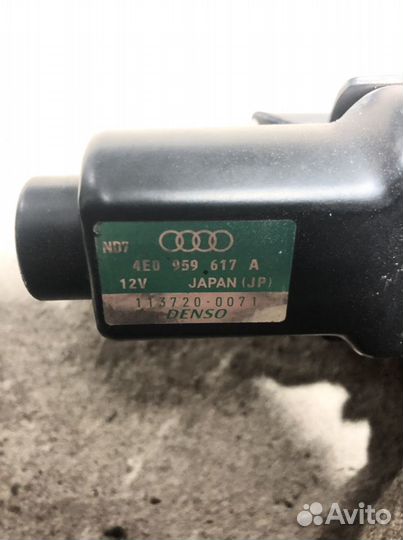 ND7
4E0 959 617 A
12V JAPAN (JP)
113720-0071
DENSO
Avito